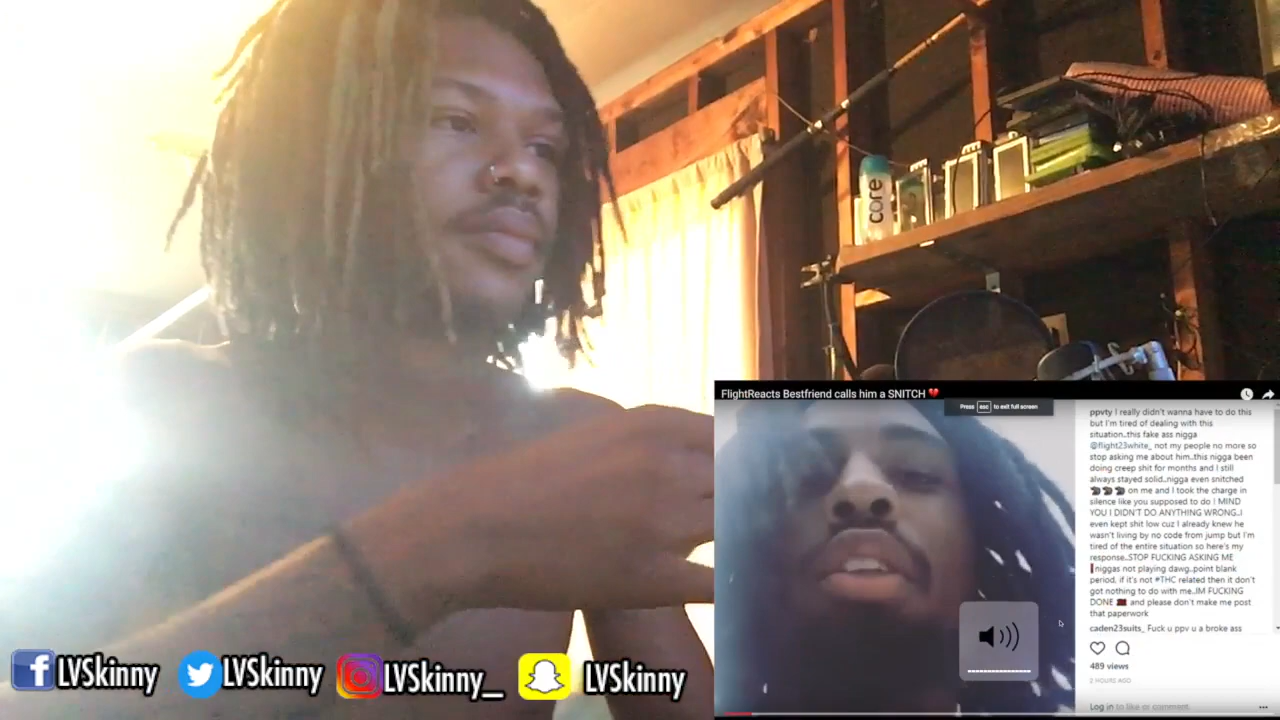 core
FlightReacts Bestfriend calls him a SNITCH 💔
Press esc to exit full screen
ppvty I really didn't wanna have to do this
but I'm tired of dealing with this
situation..this fake ass nigga
@flight23white_ not my people no more so
stop asking me about him..this nigga been
doing creep shit for months and I still
always stayed solid..nigga even snitched
on me and I took the charge in
silence like you supposed to do I MIND
YOU I DIDN'T DO ANYTHING WRONG..I
even kept shit low cuz I already knew he
wasn't living by no code from jump but I'm
tired of the entire situation so here's my
response..STOP FUCKING ASKING ME
niggas not playing dawg..point blank
period, if it's not #THC related then it don't
got nothing to do with me..IM FUCKING
DONE and please don't make me post
that paperwork
caden23suits_ Fuck u ppv u a broke ass
489 views
2 HOURS AGO
Log in to like or comment.
f LVSkinny LVSkinny LVSkinny_ LVSkinny